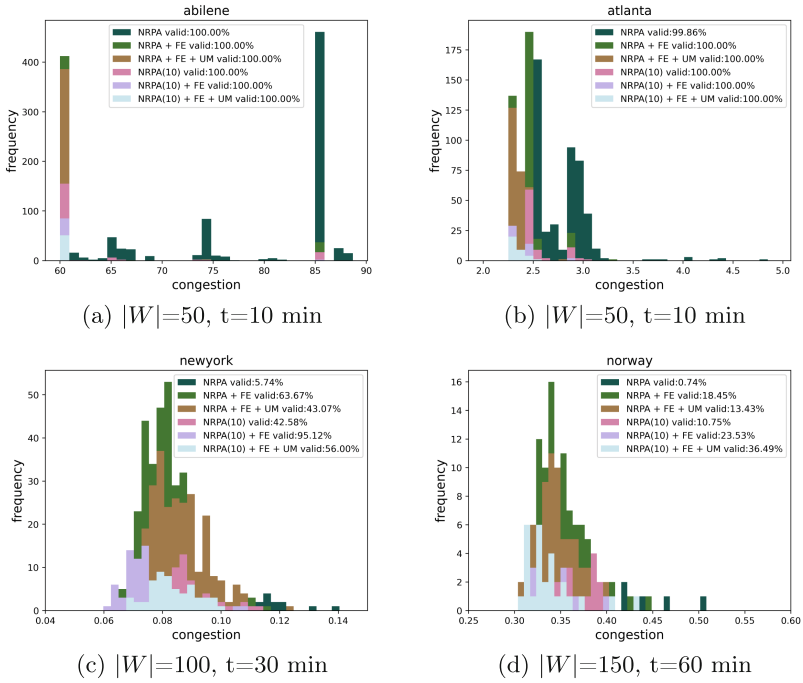 abilene
NRPA valid:100.00%
NRPA + FE valid:100.00%
NRPA + FE + UM valid:100.00%
NRPA(10) valid:100.00%
NRPA(10) + FE valid:100.00%
NRPA(10) + FE + UM valid:100.00%
frequency
400
300
200
100
0
60 65 70 75 80 85 90
congestion
(a) |W|=50, t=10 min
atlanta
NRPA valid:99.86%
NRPA + FE valid:100.00%
NRPA + FE + UM valid:100.00%
NRPA(10) valid:100.00%
NRPA(10) + FE valid:100.00%
NRPA(10) + FE + UM valid:100.00%
frequency
175
150
125
100
75
50
25
0
2.0 2.5 3.0 3.5 4.0 4.5 5.0
congestion
(b) |W|=50, t=10 min
newyork
NRPA valid:5.74%
NRPA + FE valid:63.67%
NRPA + FE + UM valid:43.07%
NRPA(10) valid:42.58%
NRPA(10) + FE valid:95.12%
NRPA(10) + FE + UM valid:56.00%
frequency
50
40
30
20
10
0
0.04 0.06 0.08 0.10 0.12 0.14
congestion
(c) |W|=100, t=30 min
norway
NRPA valid:0.74%
NRPA + FE valid:18.45%
NRPA + FE + UM valid:13.43%
NRPA(10) valid:10.75%
NRPA(10) + FE valid:23.53%
NRPA(10) + FE + UM valid:36.49%
frequency
16
14
12
10
8
6
4
2
0
0.25 0.30 0.35 0.40 0.45 0.50 0.55 0.60
congestion
(d) |W|=150, t=60 min